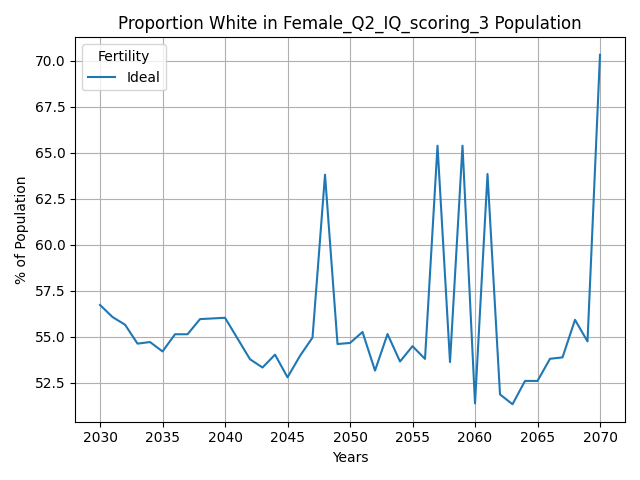 Proportion White in Female_Q2_IQ_scoring_3 Population
Fertility
Ideal
70.0
67.5
65.0
62.5
60.0
57.5
55.0
52.5
% of Population
2030 2035 2040 2045 2050 2055 2060 2065 2070
Years